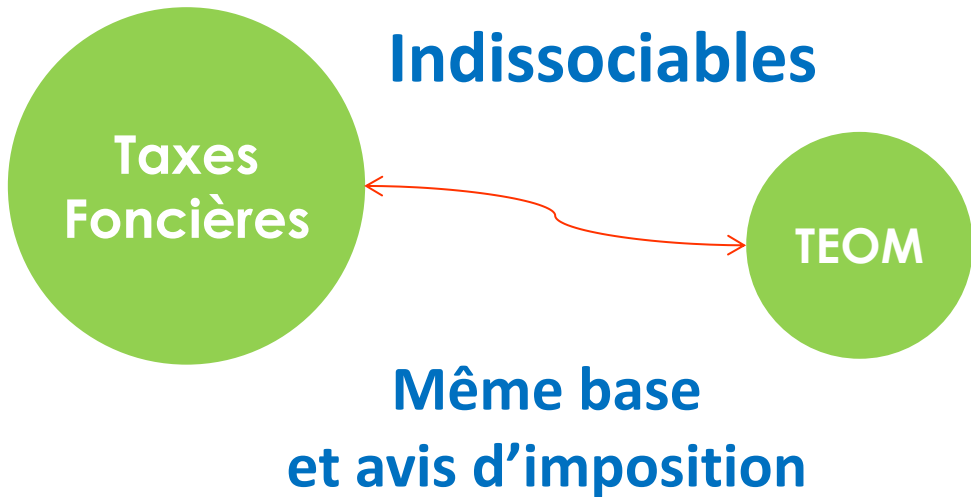 Indissociables
Taxes
Foncières
TEOM
Même base
et avis d’imposition